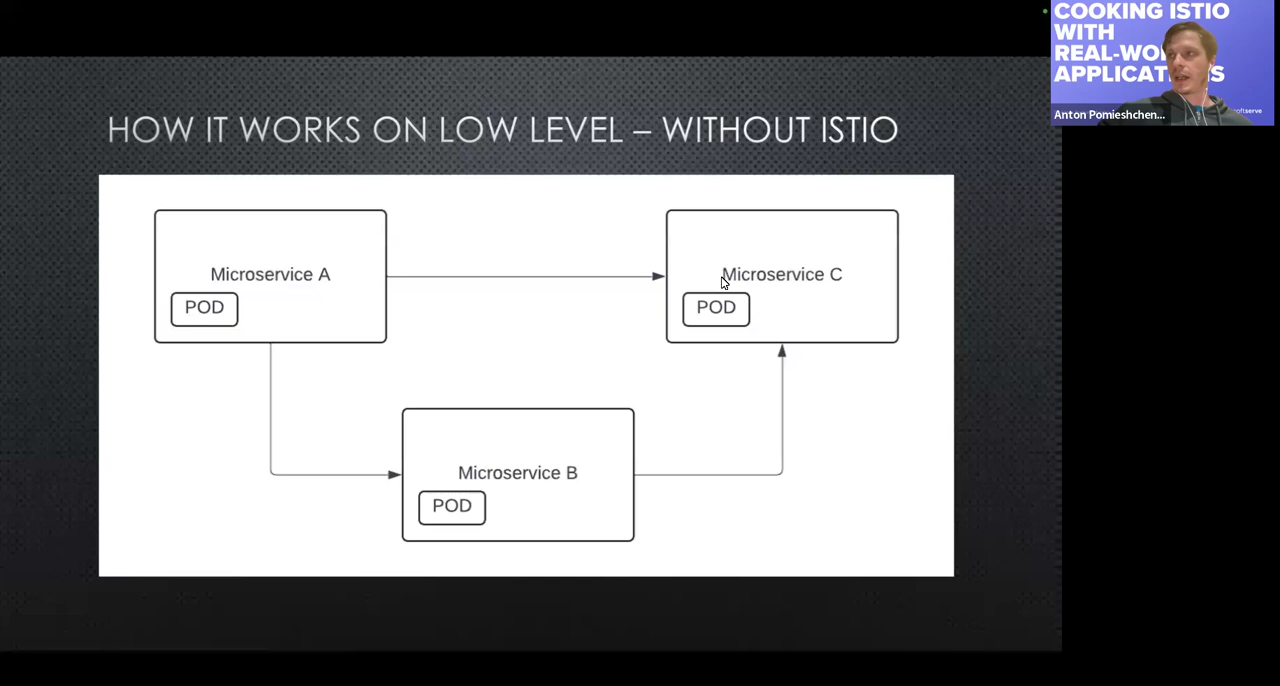 COOKING ISTIO
WITH
REAL-WO
APPLICAT S
oftserve
Anton Pomieshchen...
HOW IT WORKS ON LOW LEVEL – WITHOUT ISTIO
Microservice A
POD
Microservice C
POD
Microservice B
POD